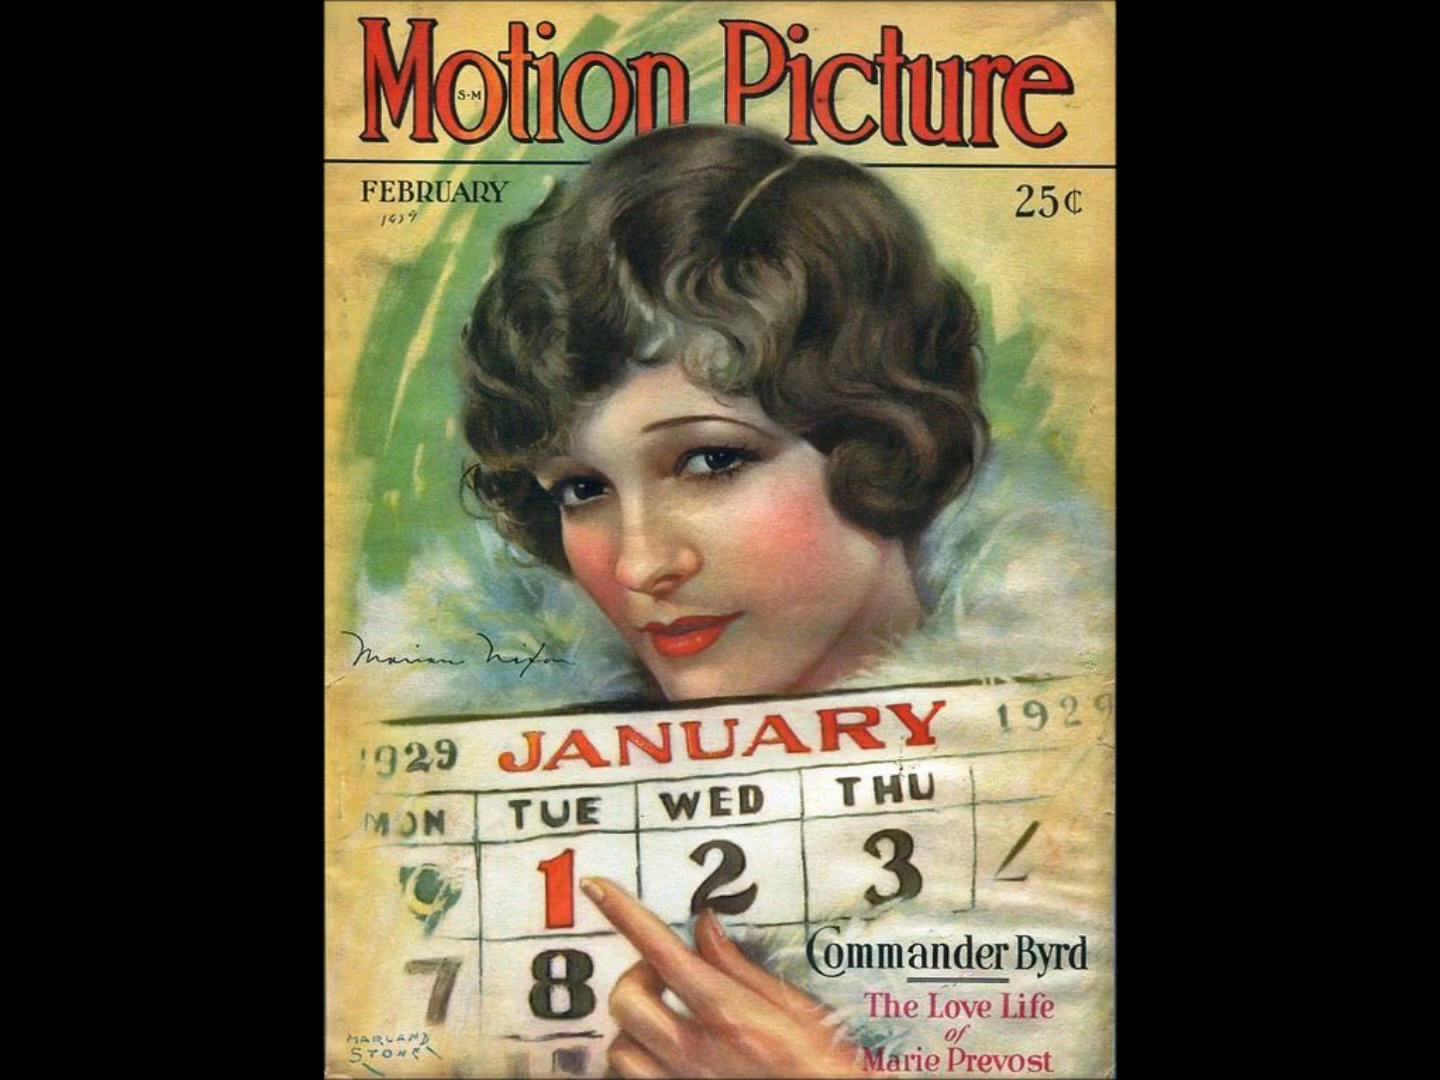 Motion Picture
S-M
FEBRUARY
25¢
Marian Nixon
1929 JANUARY 1929
MON TUE WED THU
1 2 3
7 8
Commander Byrd
The Love Life
of
Marie Prevost
MARLAND
STONE